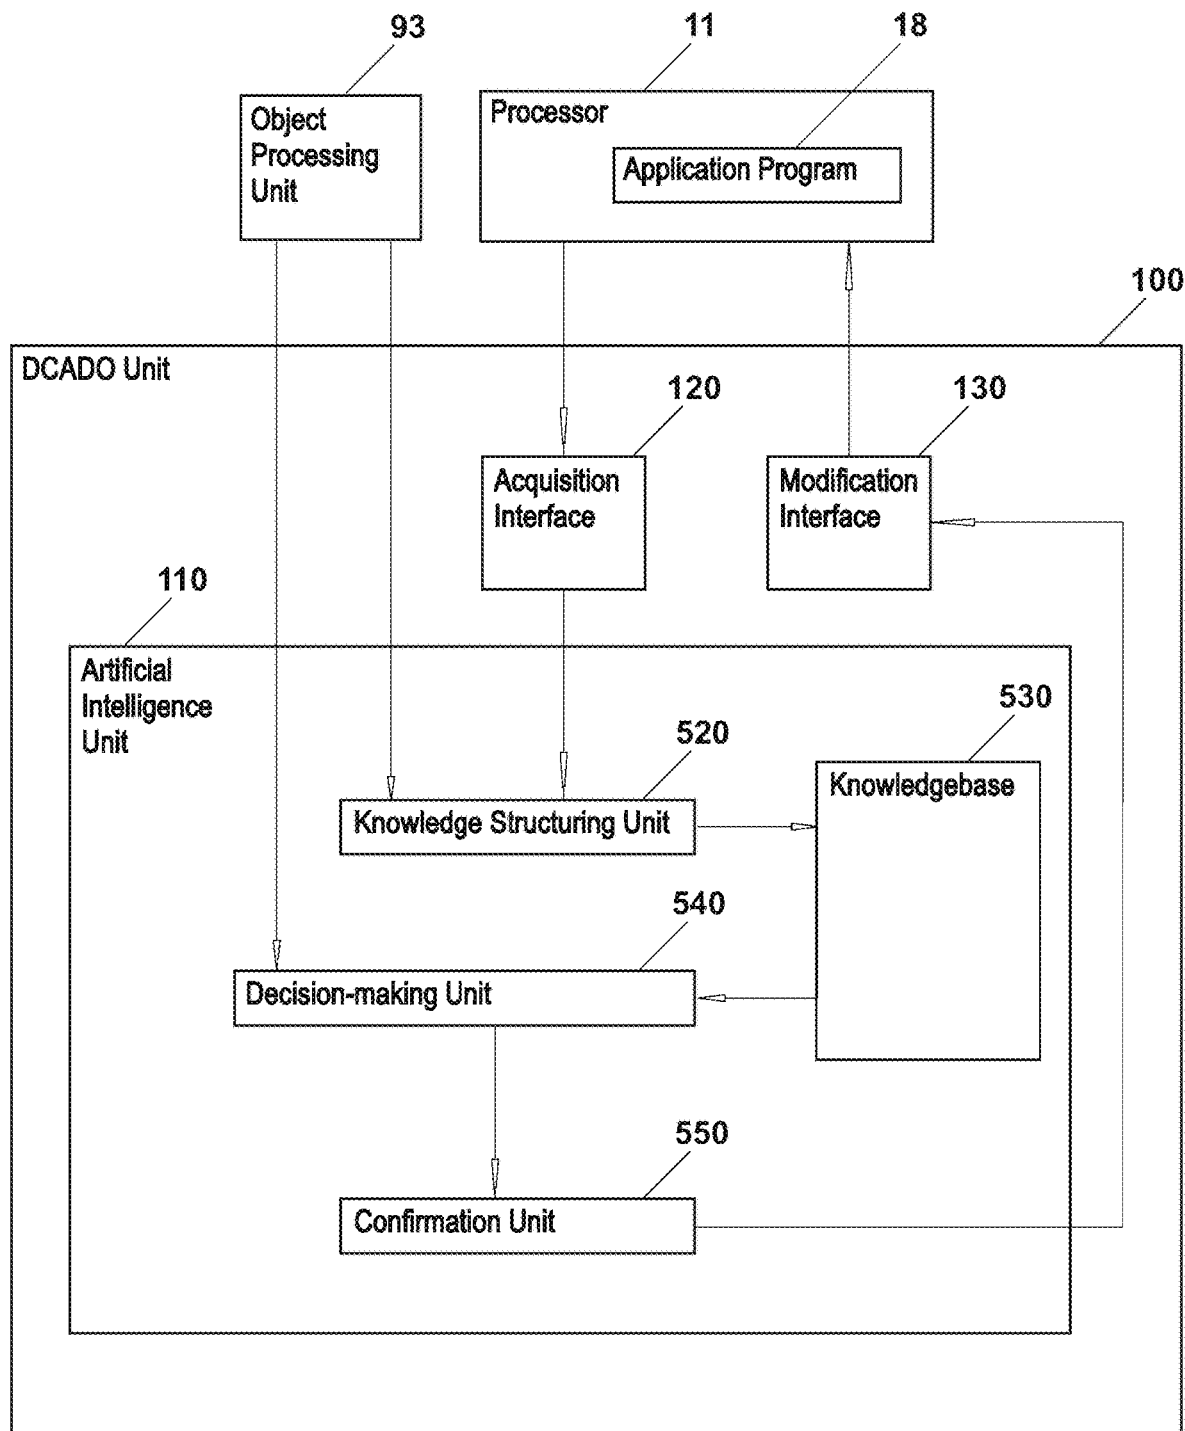 93
11
18
Object
Processing
Unit
Processor
Application Program
100
DCADO Unit
120
130
Acquisition
Interface
Modification
Interface
110
Artificial
Intelligence
Unit
520
530
Knowledge Structuring Unit
Knowledgebase
540
Decision-making Unit
550
Confirmation Unit